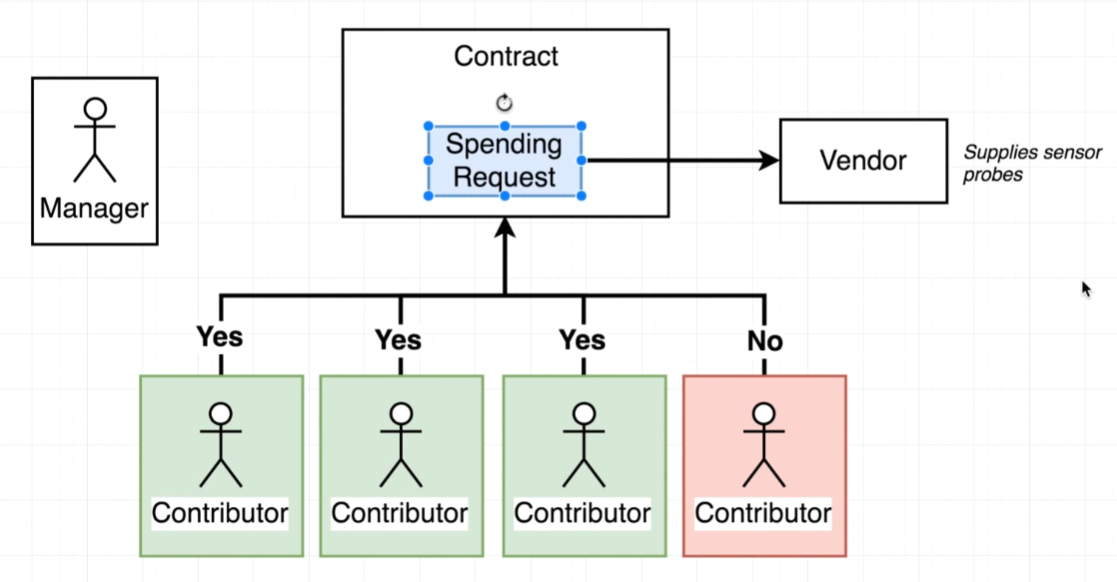 Contract
Manager
Spending
Request
Vendor
Supplies sensor
probes
Yes
Yes
Yes
No
Contributor
Contributor
Contributor
Contributor